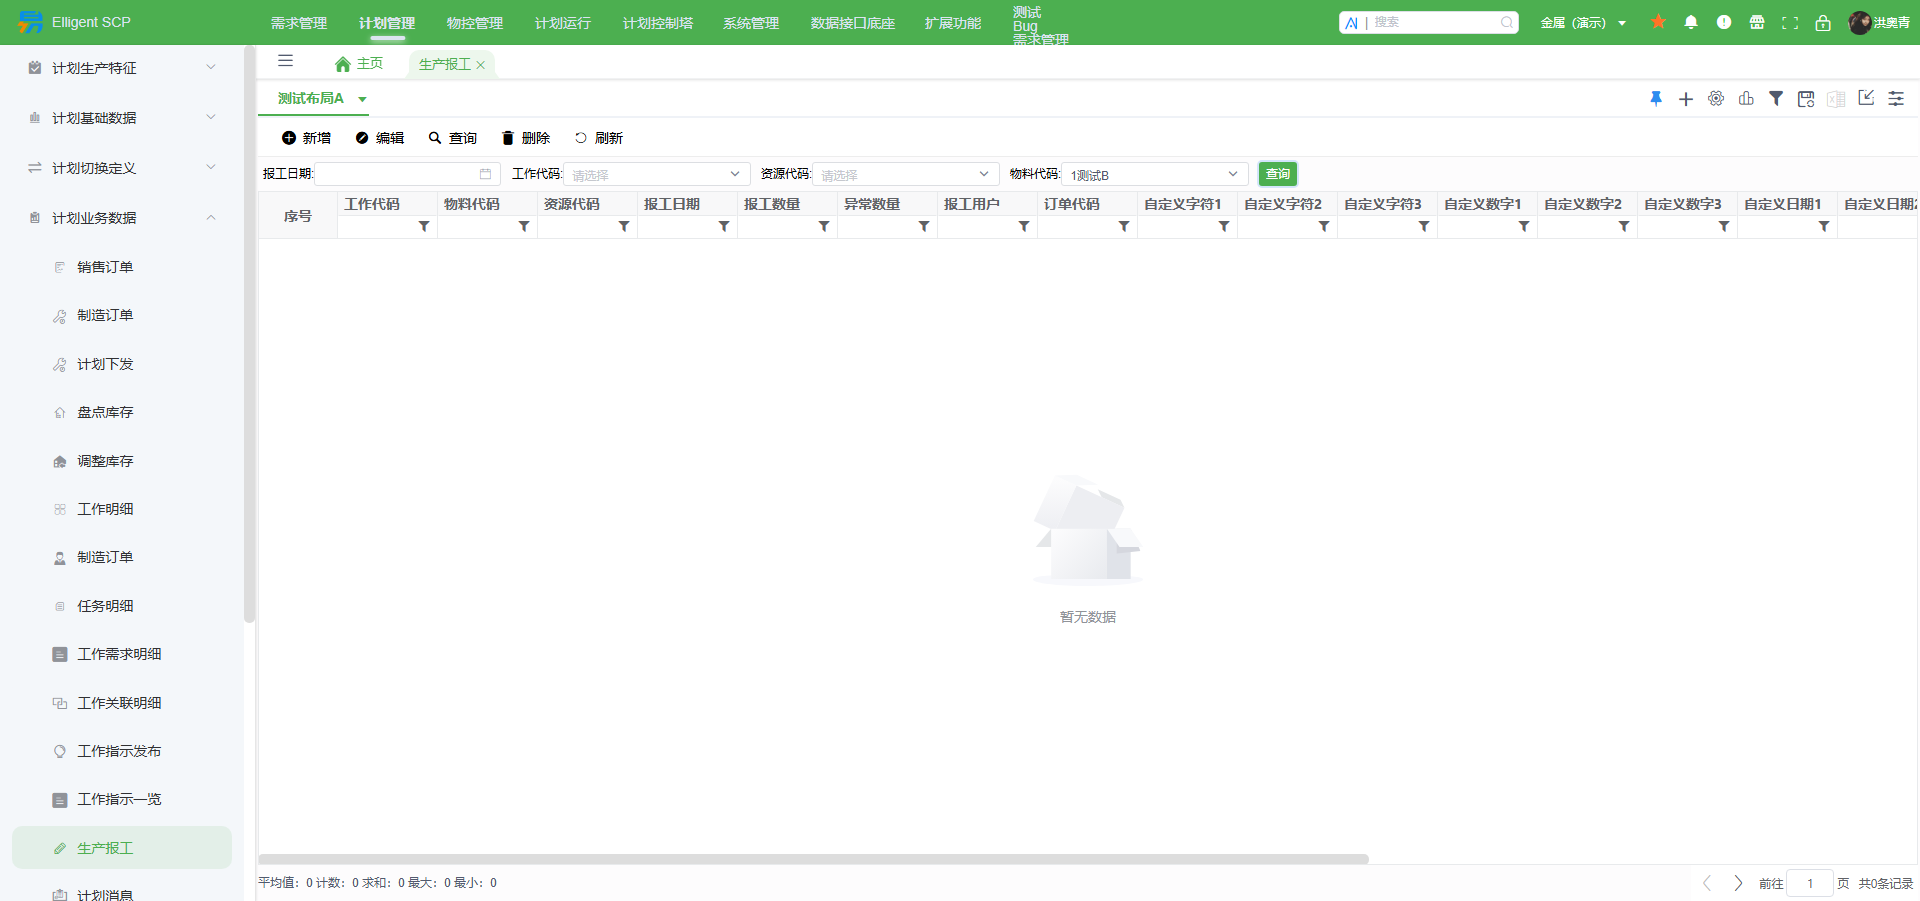 Elligent SCP
需求管理
计划管理
物控管理
计划运行
计划控制塔
系统管理
数据接口底座
扩展功能
测试
Bug
需求管理
AI | 搜索
金属（演示）
洪奥青
计划生产特征
计划基础数据
计划切换定义
计划业务数据
销售订单
制造订单
计划下发
盘点库存
调整库存
工作明细
制造订单
任务明细
工作需求明细
工作关联明细
工作指示发布
工作指示一览
生产报工
计划消息
主页
生产报工
测试布局A
新增
编辑
查询
删除
刷新
报工日期:
工作代码: 请选择
资源代码: 请选择
物料代码: 1测试B
查询
序号
工作代码
物料代码
资源代码
报工日期
报工数量
异常数量
报工用户
订单代码
自定义字符1
自定义字符2
自定义字符3
自定义数字1
自定义数字2
自定义数字3
自定义日期1
自定义日期2
暂无数据
平均值：0 计数：0 求和：0 最大：0 最小：0
前往 1 页 共0条记录